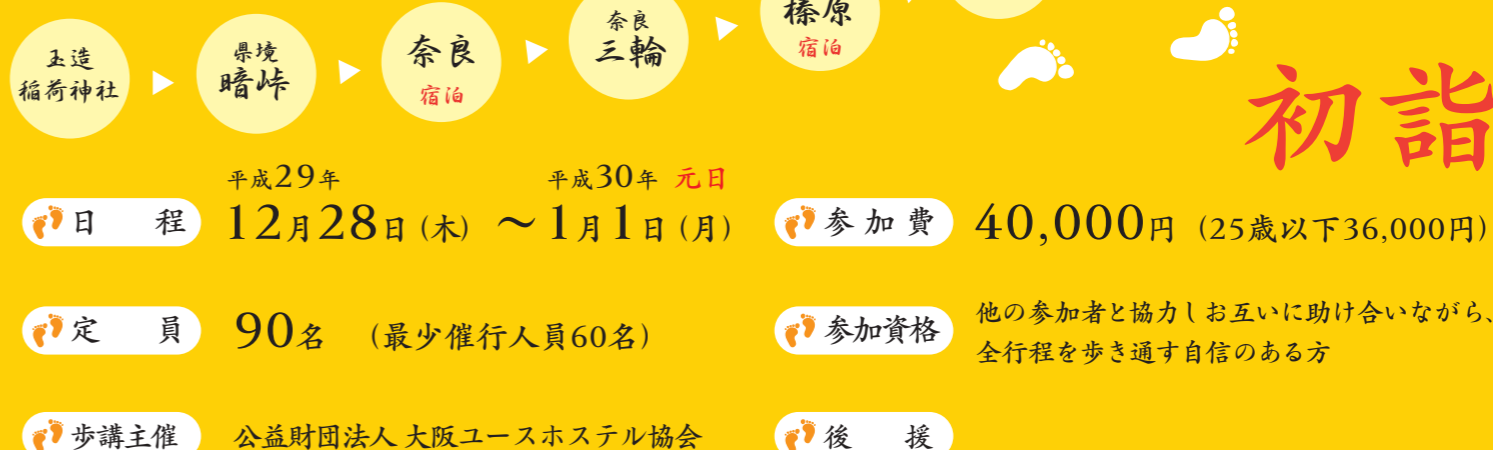 玉造
稲荷神社
県境
暗峠
奈良
宿泊
奈良
三輪
榛原
宿泊
初詣
平成29年
平成30年 元日
日程 12月28日(木) 〜1月1日(月)
参加費 40,000円 (25歳以下36,000円)
定員 90名 (最少催行人員60名)
参加資格 他の参加者と協力しお互いに助け合いながら、
全行程を歩き通す自信のある方
歩講主催 公益財団法人 大阪ユースホステル協会
後援